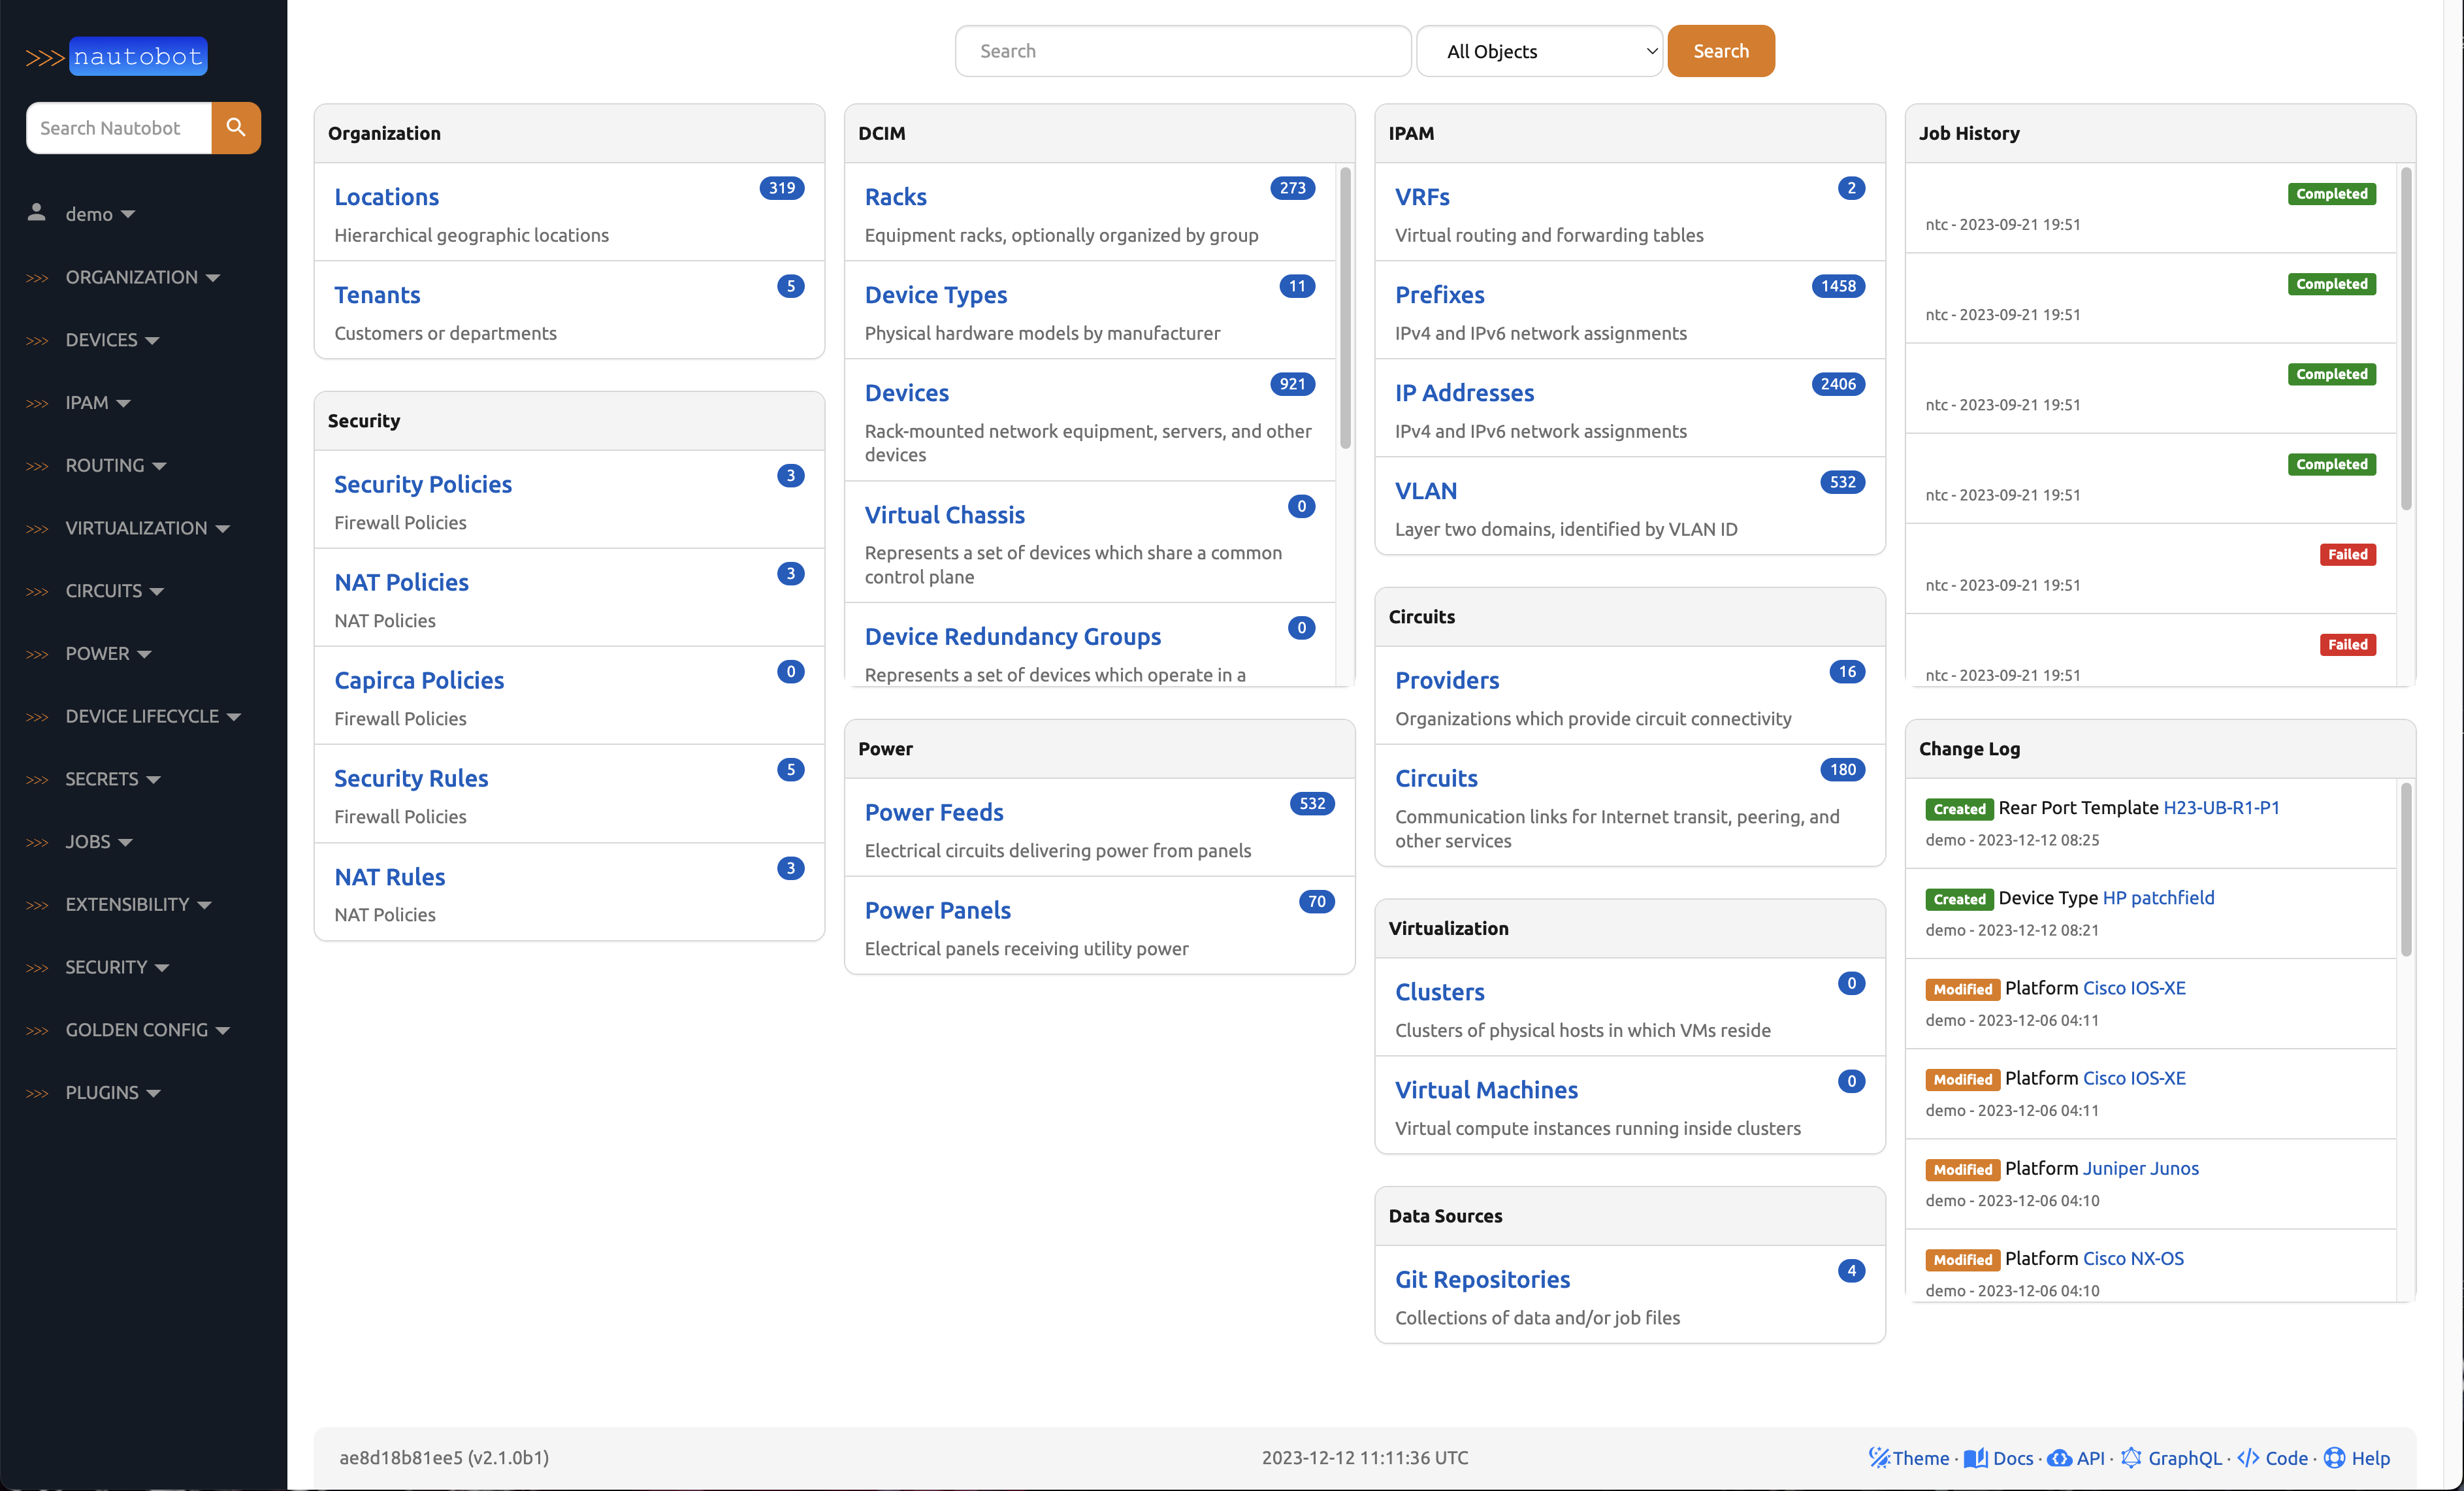 >>> nautobot
Search Nautobot
demo
>>> ORGANIZATION
>>> DEVICES
>>> IPAM
>>> ROUTING
>>> VIRTUALIZATION
>>> CIRCUITS
>>> POWER
>>> DEVICE LIFECYCLE
>>> SECRETS
>>> JOBS
>>> EXTENSIBILITY
>>> SECURITY
>>> GOLDEN CONFIG
>>> PLUGINS
Search
All Objects
Search
Organization
Locations 319
Hierarchical geographic locations
Tenants 5
Customers or departments
Security
Security Policies 3
Firewall Policies
NAT Policies 3
NAT Policies
Capirca Policies 0
Firewall Policies
Security Rules 5
Firewall Policies
NAT Rules 3
NAT Policies
DCIM
Racks 273
Equipment racks, optionally organized by group
Device Types 11
Physical hardware models by manufacturer
Devices 921
Rack-mounted network equipment, servers, and other
devices
Virtual Chassis 0
Represents a set of devices which share a common
control plane
Device Redundancy Groups 0
Represents a set of devices which operate in a
Power
Power Feeds 532
Electrical circuits delivering power from panels
Power Panels 70
Electrical panels receiving utility power
IPAM
VRFs 2
Virtual routing and forwarding tables
Prefixes 1458
IPv4 and IPv6 network assignments
IP Addresses 2406
IPv4 and IPv6 network assignments
VLAN 532
Layer two domains, identified by VLAN ID
Circuits
Providers 16
Organizations which provide circuit connectivity
Circuits 180
Communication links for Internet transit, peering, and
other services
Virtualization
Clusters 0
Clusters of physical hosts in which VMs reside
Virtual Machines 0
Virtual compute instances running inside clusters
Data Sources
Git Repositories 4
Collections of data and/or job files
Job History
Completed
ntc - 2023-09-21 19:51
Completed
ntc - 2023-09-21 19:51
Completed
ntc - 2023-09-21 19:51
Completed
ntc - 2023-09-21 19:51
Failed
ntc - 2023-09-21 19:51
Failed
ntc - 2023-09-21 19:51
Change Log
Created Rear Port Template H23-UB-R1-P1
demo - 2023-12-12 08:25
Created Device Type HP patchfield
demo - 2023-12-12 08:21
Modified Platform Cisco IOS-XE
demo - 2023-12-06 04:11
Modified Platform Cisco IOS-XE
demo - 2023-12-06 04:11
Modified Platform Juniper Junos
demo - 2023-12-06 04:10
Modified Platform Cisco NX-OS
demo - 2023-12-06 04:10
ae8d18b81ee5 (v2.1.0b1)
2023-12-12 11:11:36 UTC
Theme · Docs · API · GraphQL · Code · Help